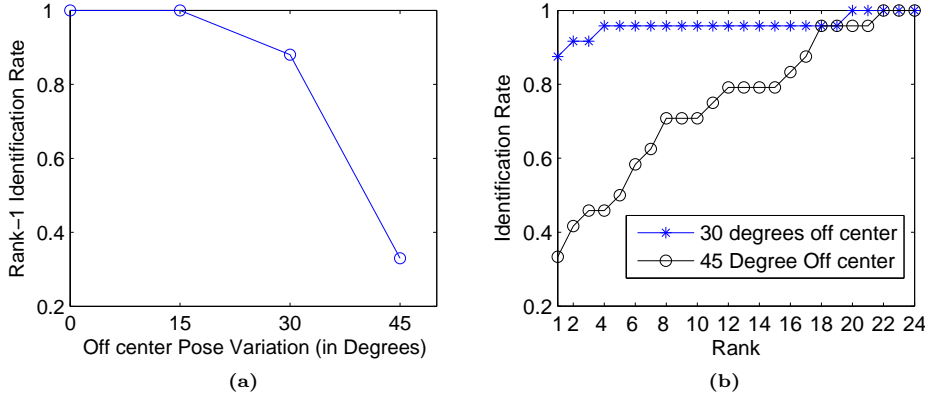 1
0.8
0.6
0.4
0.2
0 15 30 45
Rank-1 Identification Rate
Off center Pose Variation (in Degrees)
(a)
1
0.8
0.6
0.4
0.2
1 2 4 6 8 10 12 14 16 18 20 22 24
Identification Rate
30 degrees off center
45 Degree Off center
Rank
(b)